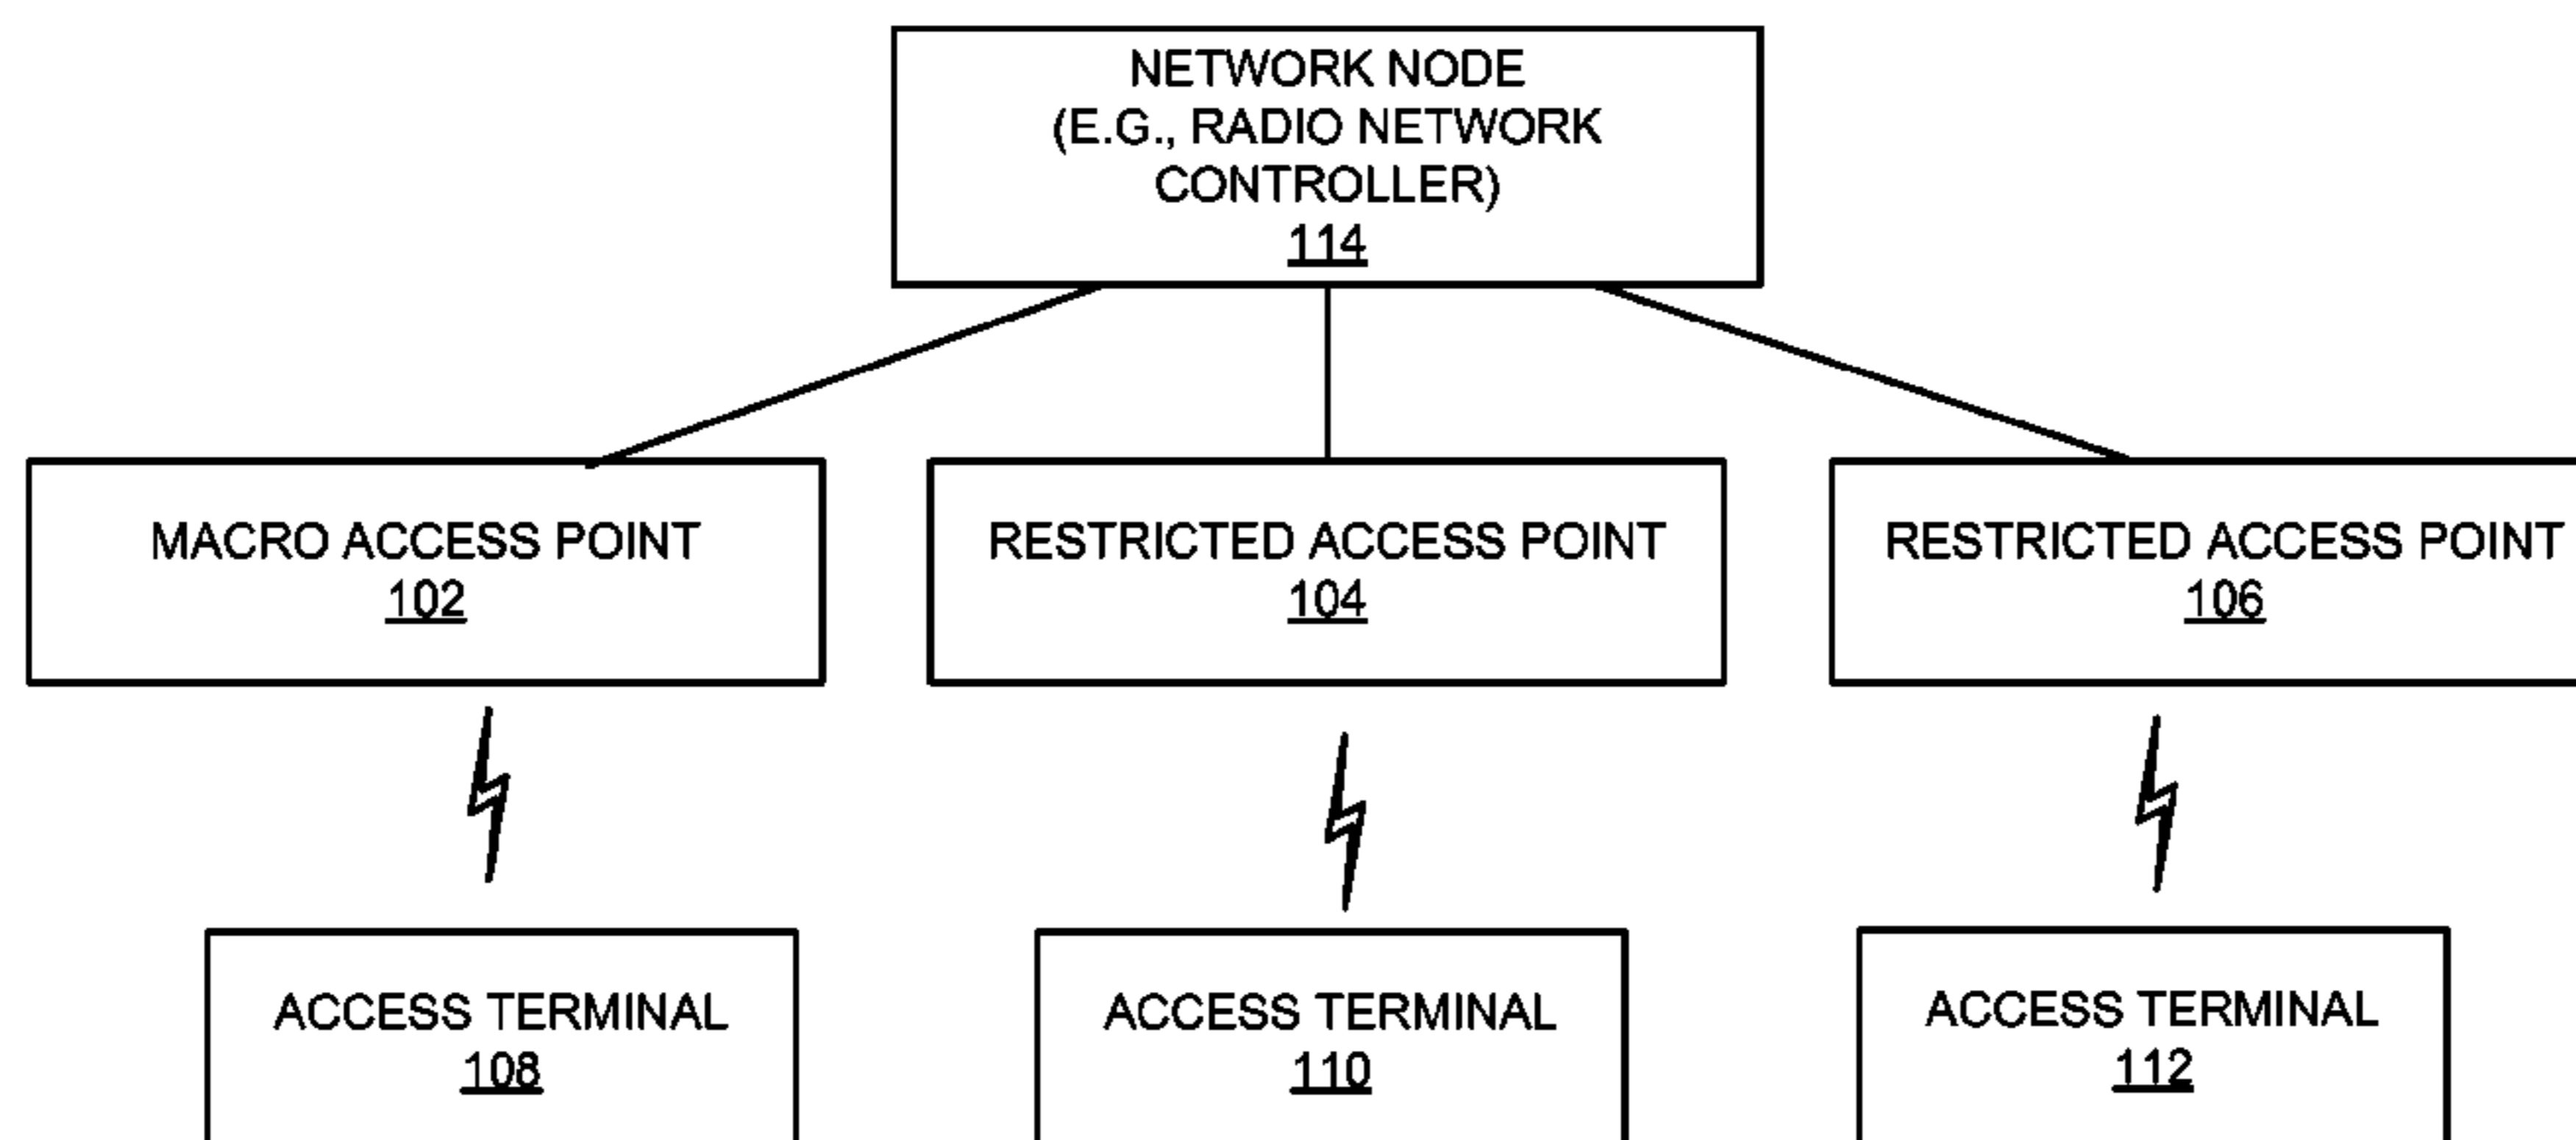 NETWORK NODE
(E.G., RADIO NETWORK
CONTROLLER)
114
MACRO ACCESS POINT
102
RESTRICTED ACCESS POINT
104
RESTRICTED ACCESS POINT
106
ACCESS TERMINAL
108
ACCESS TERMINAL
110
ACCESS TERMINAL
112